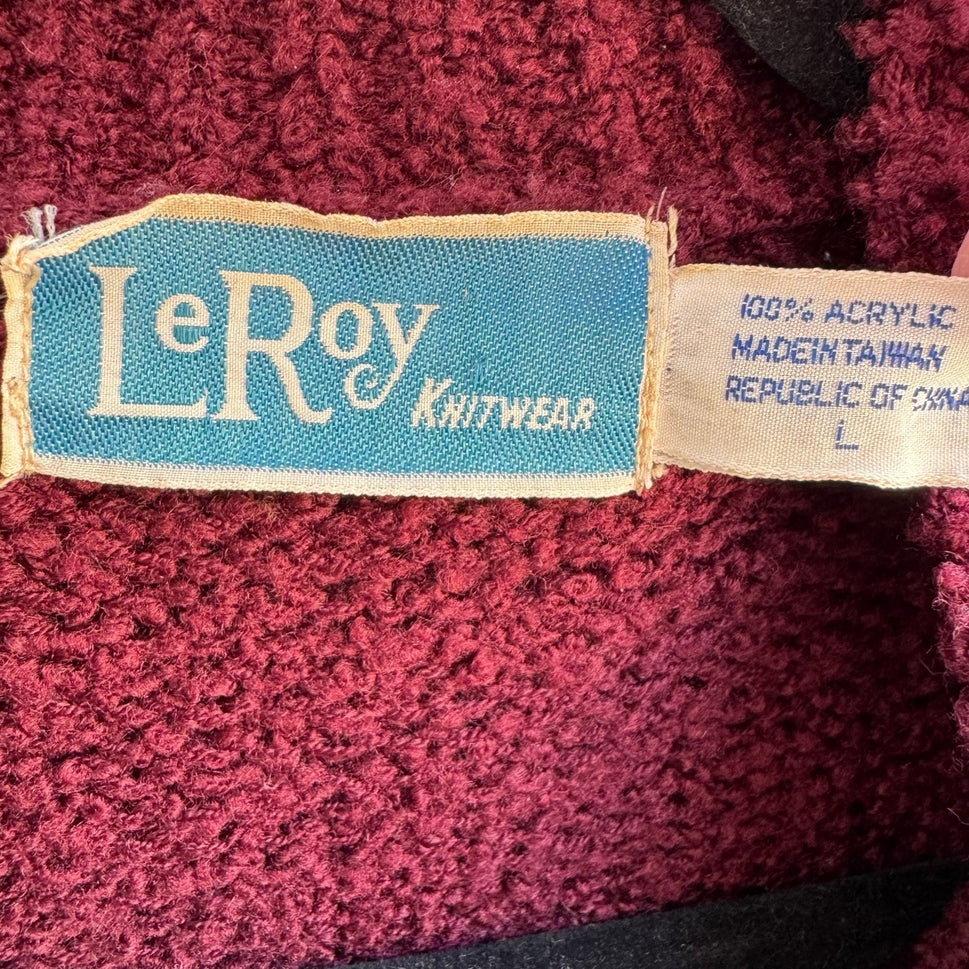 LeRoy
KNITWEAR
100% ACRYLIC
MADE IN TAIWAN
REPUBLIC OF CHINA
L